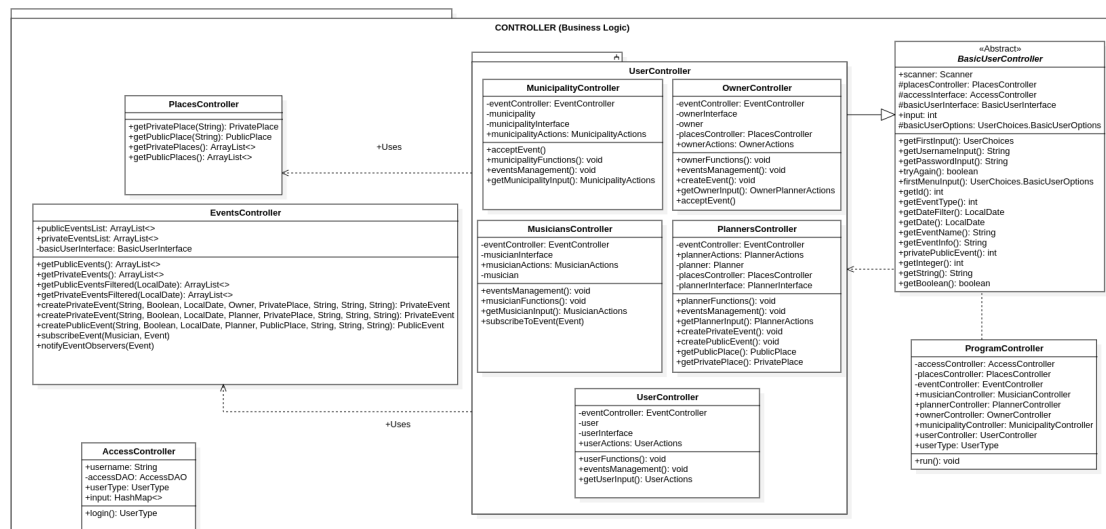 CONTROLLER (Business Logic)
PlacesController
+getPrivatePlace(String): PrivatePlace
+getPublicPlace(String): PublicPlace
+getPrivatePlaces(): ArrayList<>
+getPublicPlaces(): ArrayList<>
+Uses
EventsController
+publicEventsList: ArrayList<>
+privateEventsList: ArrayList<>
-basicUserInterface: BasicUserInterface
+getPublicEvents(): ArrayList<>
+getPrivateEvents(): ArrayList<>
+getPublicEventsFiltered(LocalDate): ArrayList<>
+getPrivateEventsFiltered(LocalDate): ArrayList<>
+createPrivateEvent(String, Boolean, LocalDate, Owner, PrivatePlace, String, String, String): PrivateEvent
+createPrivateEvent(String, Boolean, LocalDate, Planner, PrivatePlace, String, String, String): PrivateEvent
+createPublicEvent(String, Boolean, LocalDate, Planner, PublicPlace, String, String, String): PublicEvent
+subscribeEvent(Musician, Event)
+notifyEventObservers(Event)
+Uses
AccessController
+username: String
-accessDAO: AccessDAO
+userType: UserType
+input: HashMap<>
+login(): UserType
UserController
MunicipalityController
-eventController: EventController
-municipality
-municipalityInterface
+municipalityActions: MunicipalityActions
+acceptEvent()
+municipalityFunctions(): void
+eventsManagement(): void
+getMunicipalityInput(): MunicipalityActions
OwnerController
-eventController: EventController
-ownerInterface
-owner
-placesController: PlacesController
+ownerActions: OwnerActions
+ownerFunctions(): void
+eventsManagement(): void
+createEvent(): void
+getOwnerInput(): OwnerPlannerActions
+acceptEvent()
MusiciansController
-eventController: EventController
-musicianInterface
+musicianActions: MusicianActions
-musician
+eventsManagement(): void
+musicianFunctions(): void
+getMusicianInput(): MusicianActions
+subscribeToEvent(Event)
PlannersController
-eventController: EventController
+plannerActions: PlannerActions
-planner: Planner
-placesController: PlacesController
-plannerInterface: PlannerInterface
+plannerFunctions(): void
+eventsManagement(): void
+getPlannerInput(): PlannerActions
+createPrivateEvent(): void
+createPublicEvent(): void
+getPublicPlace(): PublicPlace
+getPrivatePlace(): PrivatePlace
UserController
-eventController: EventController
-user
-userInterface
+userActions: UserActions
+userFunctions(): void
+eventsManagement(): void
+getUserInput(): UserActions
«Abstract»
BasicUserController
+scanner: Scanner
#placesController: PlacesController
#accessInterface: AccessController
#basicUserInterface: BasicUserInterface
+input: int
#basicUserOptions: UserChoices.BasicUserOptions
+getFirstInput(): UserChoices
+getUsernameInput(): String
+getPasswordInput(): String
+tryAgain(): boolean
+firstMenuInput(): UserChoices.BasicUserOptions
+getId(): int
+getEventType(): int
+getDateFilter(): LocalDate
+getDate(): LocalDate
+getEventName(): String
+getEventInfo(): String
+privatePublicEvent(): int
+getInteger(): int
+getString(): String
+getBoolean(): boolean
ProgramController
-accessController: AccessController
-placesController: PlacesController
-eventController: EventController
+musicianController: MusicianController
+plannerController: PlannerController
+ownerController: OwnerController
+municipalityController: MunicipalityController
+userController: UserController
+userType: UserType
+run(): void